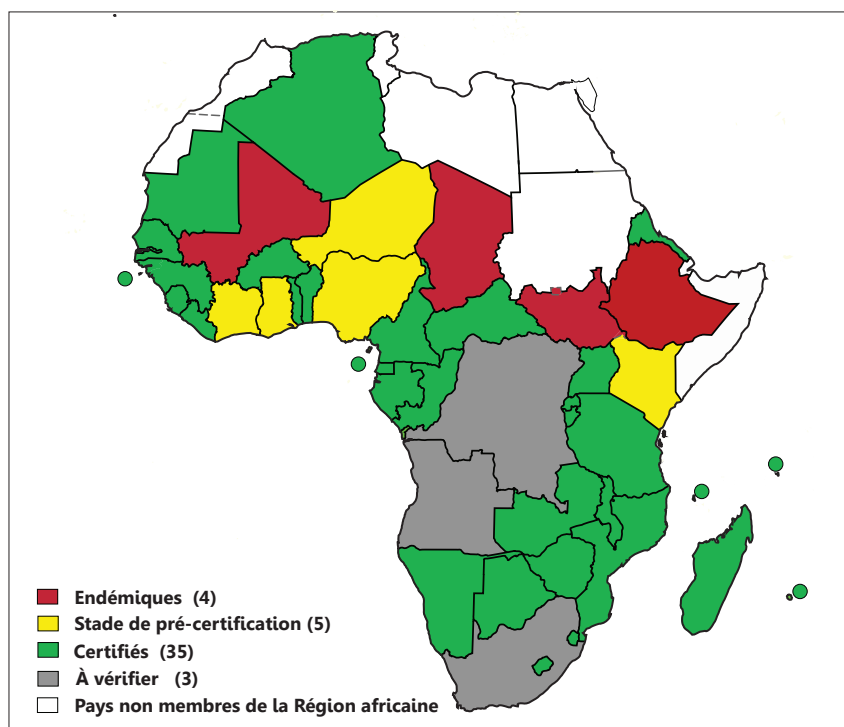 Endémiques (4)
Stade de pré-certification (5)
Certifiés (35)
À vérifier (3)
Pays non membres de la Région africaine